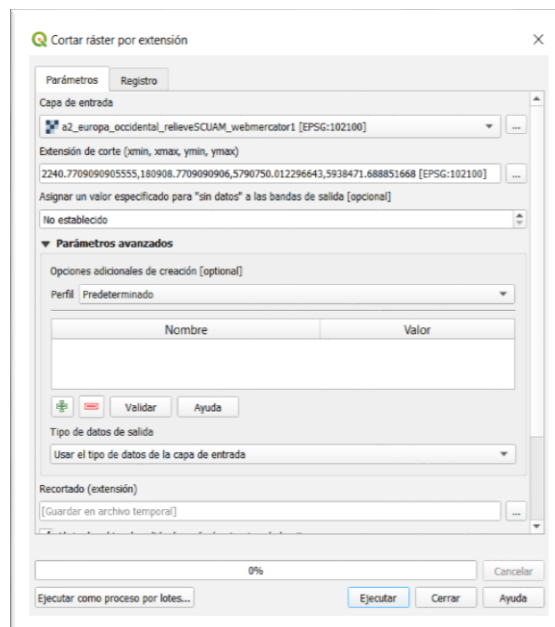 Cortar ráster por extensión
Parámetros Registro
Capa de entrada
a2_europa_occidental_relieveSCUAM_webmercator1 [EPSG:102100]
...
Extensión de corte (xmin, xmax, ymin, ymax)
2240.7709090905555,180908.7709090906,5790750.012296643,5938471.688851668 [EPSG:102100]
...
Asignar un valor especificado para "sin datos" a las bandas de salida [opcional]
No establecido
Parámetros avanzados
Opciones adicionales de creación [optional]
Perfil Predeterminado
Nombre Valor
Validar Ayuda
Tipo de datos de salida
Usar el tipo de datos de la capa de entrada
Recortado (extensión)
[Guardar en archivo temporal]
...
0% Cancelar
Ejecutar como proceso por lotes... Ejecutar Cerrar Ayuda